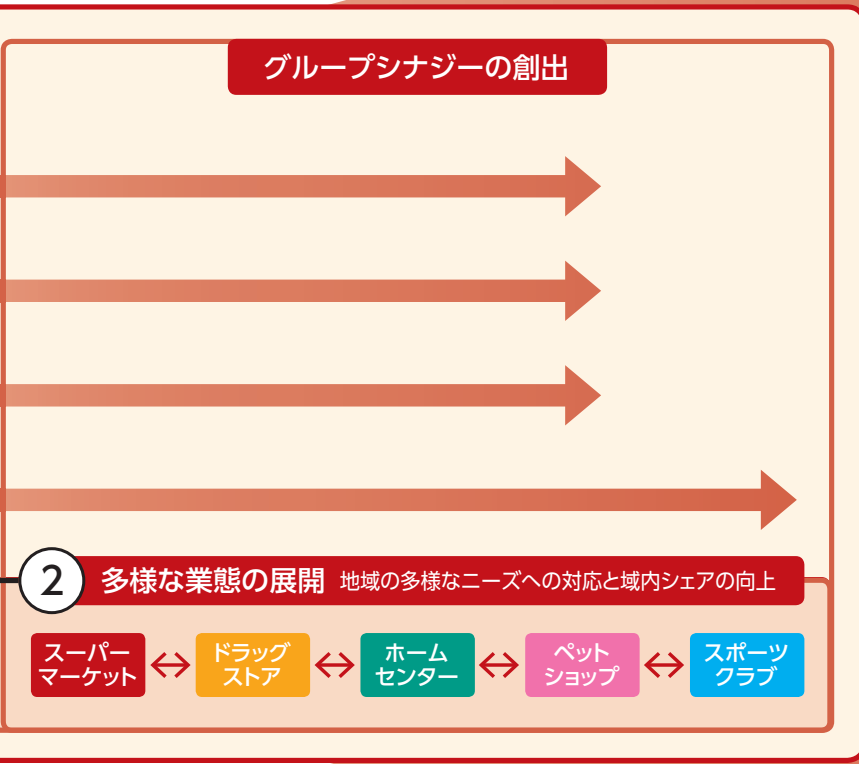 グループシナジーの創出
2 多様な業態の展開 地域の多様なニーズへの対応と域内シェアの向上
スーパー
マーケット
ドラッグ
ストア
ホーム
センター
ペット
ショップ
スポーツ
クラブ